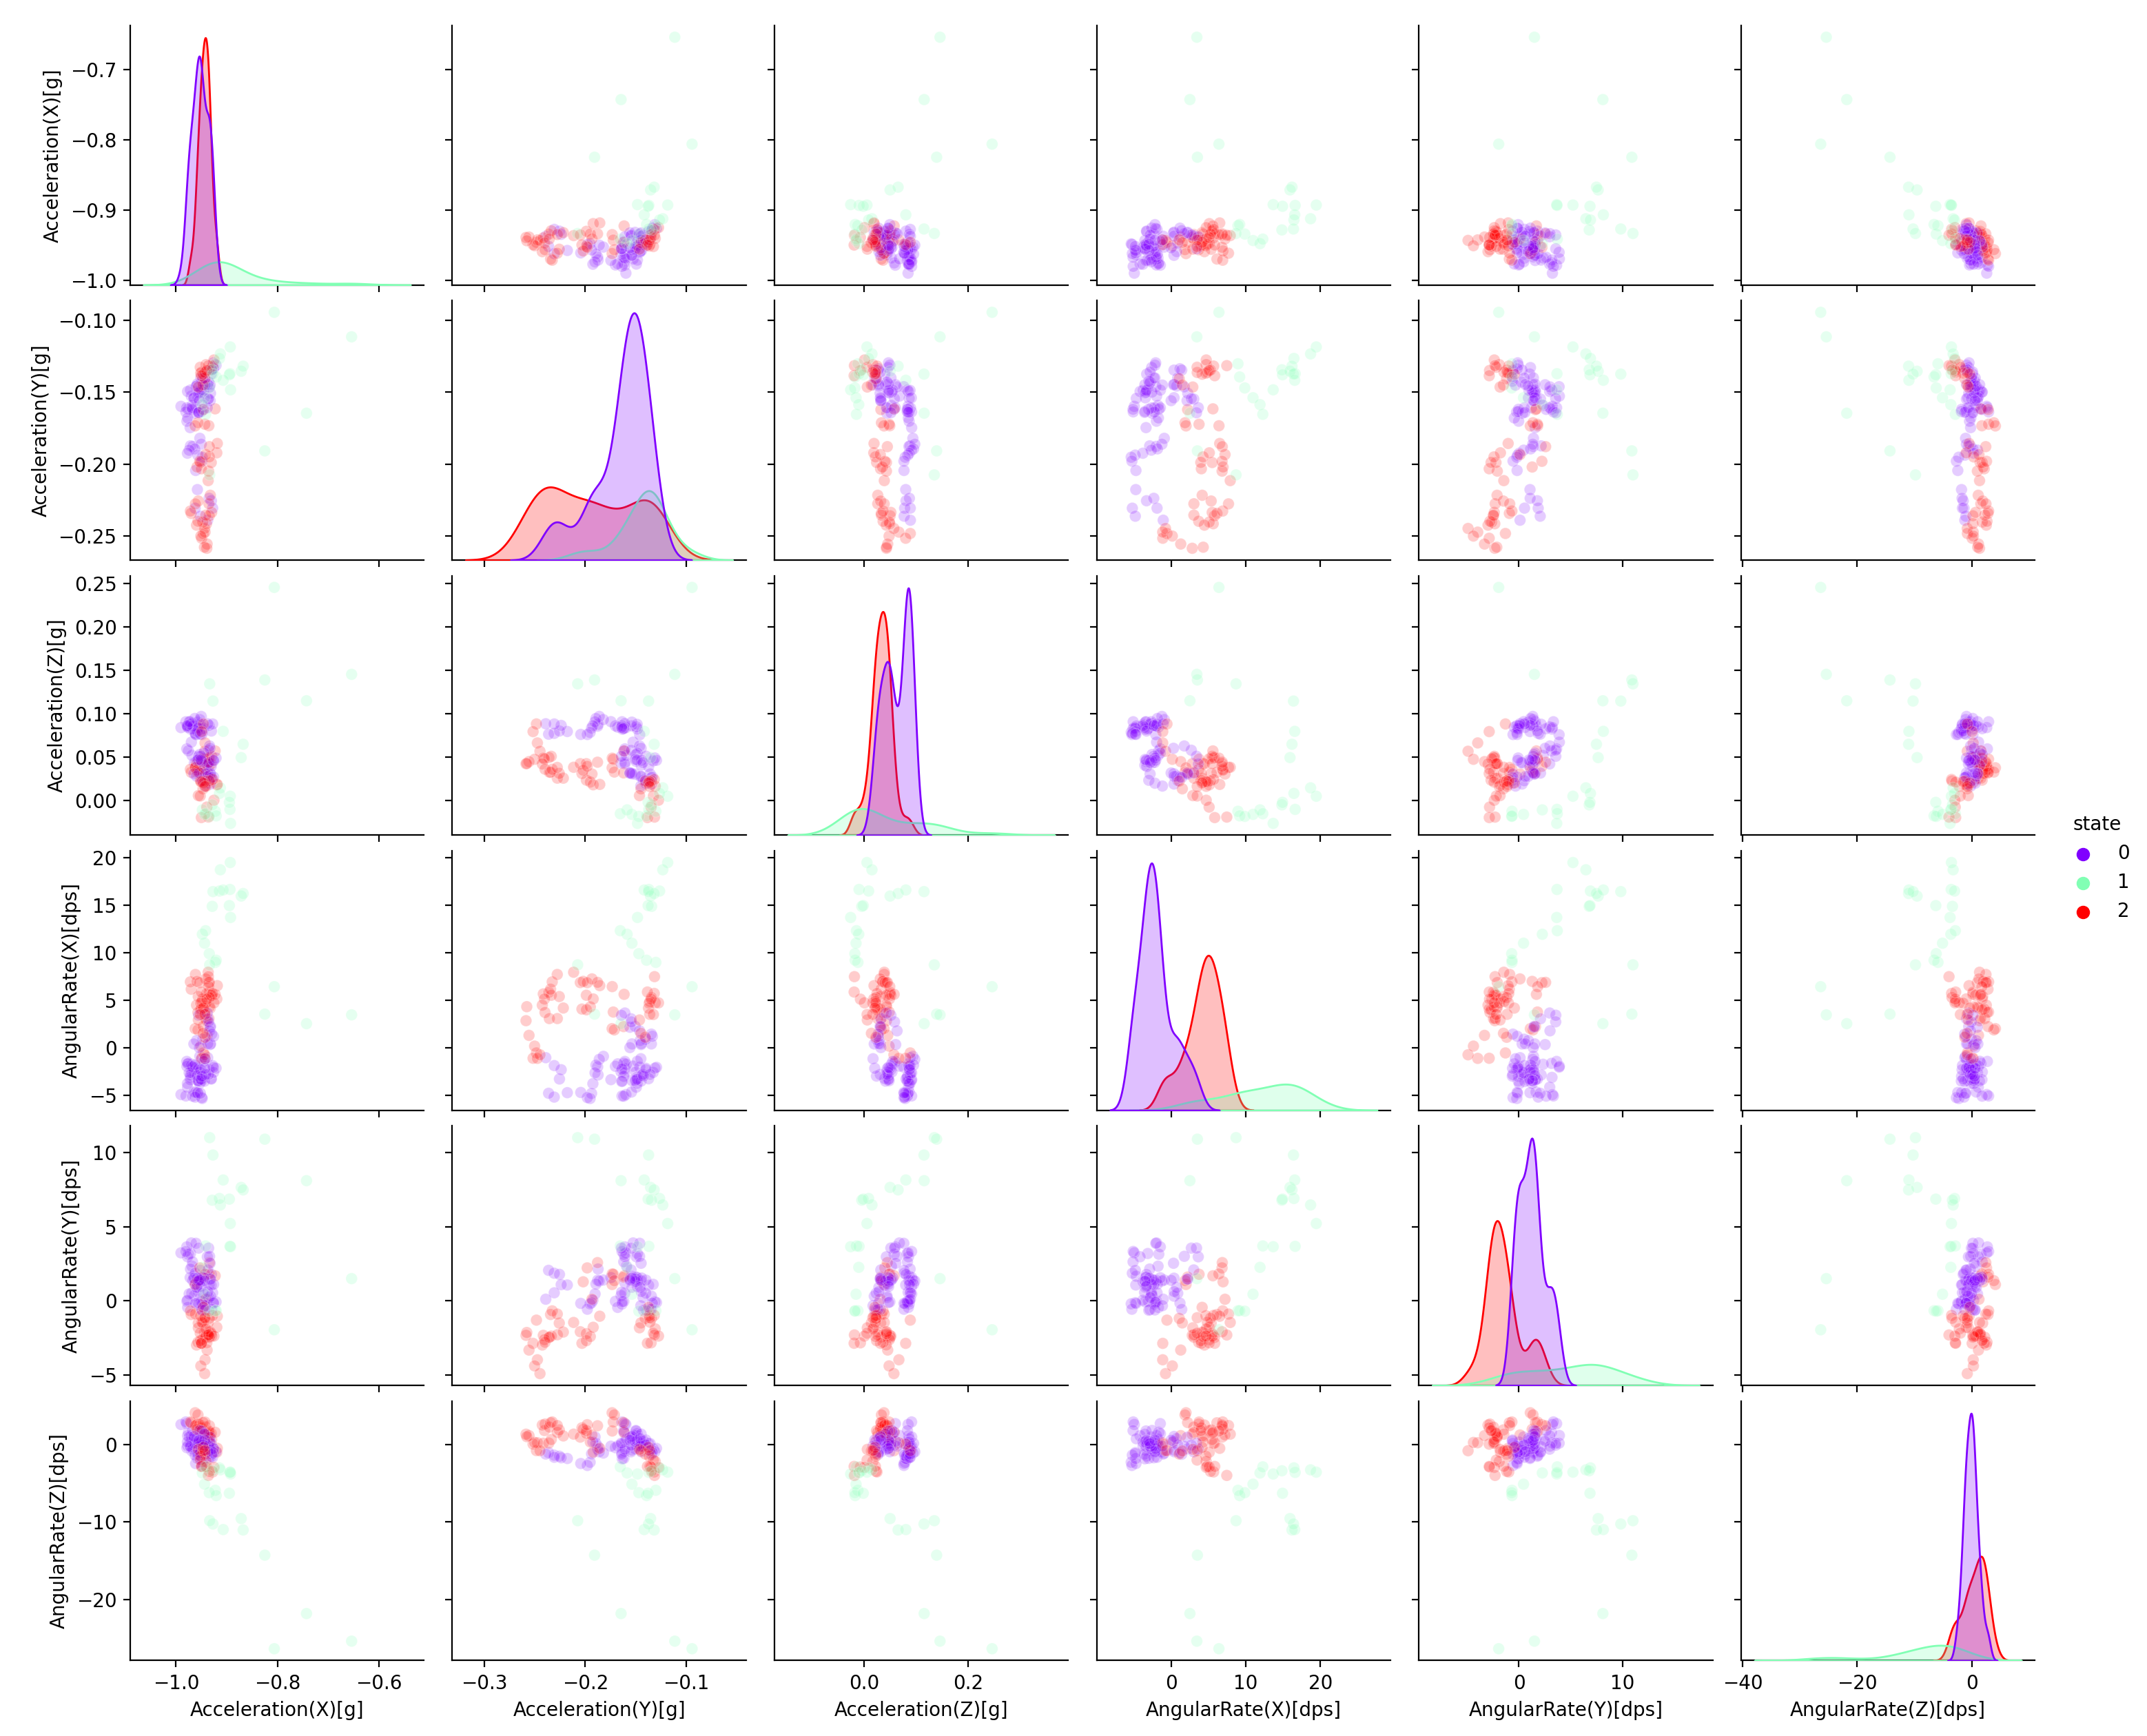 Acceleration(X)[g]
−0.7
−0.8
−0.9
−1.0
Acceleration(Y)[g]
−0.10
−0.15
−0.20
−0.25
Acceleration(Z)[g]
0.25
0.20
0.15
0.10
0.05
0.00
AngularRate(X)[dps]
20
15
10
5
0
−5
AngularRate(Y)[dps]
10
5
0
−5
AngularRate(Z)[dps]
0
−10
−20
−1.0 −0.8 −0.6
Acceleration(X)[g]
−0.3 −0.2 −0.1
Acceleration(Y)[g]
0.0 0.2
Acceleration(Z)[g]
0 10 20
AngularRate(X)[dps]
0 10
AngularRate(Y)[dps]
−40 −20 0
AngularRate(Z)[dps]
state
0
1
2